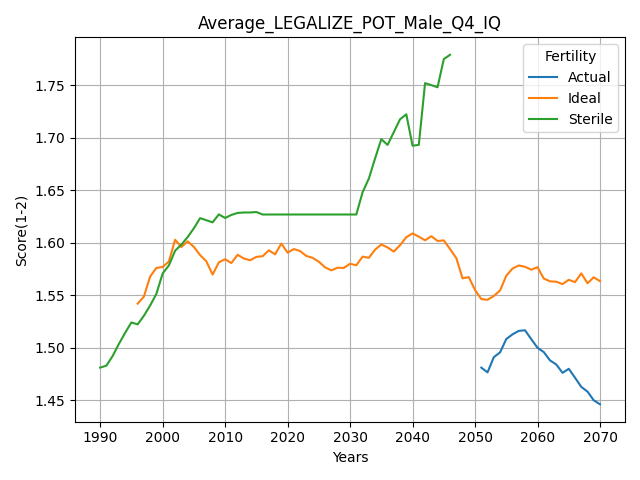 Average_LEGALIZE_POT_Male_Q4_IQ
Fertility
Actual
Ideal
Sterile
Score(1-2)
1.75
1.70
1.65
1.60
1.55
1.50
1.45
1990 2000 2010 2020 2030 2040 2050 2060 2070
Years